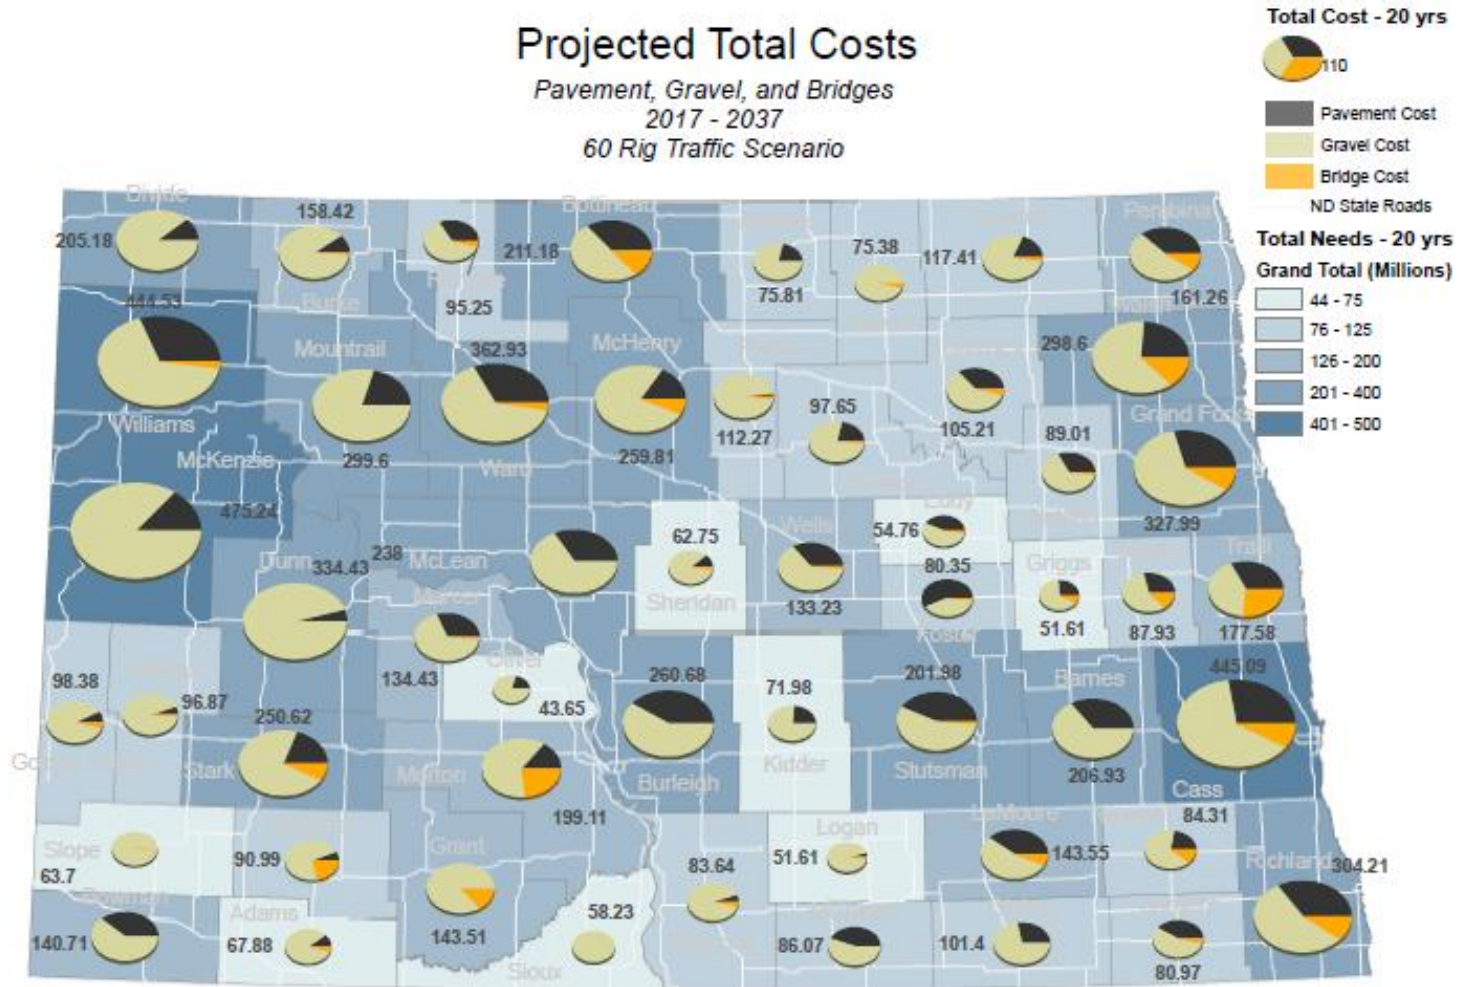 Projected Total Costs
Pavement, Gravel, and Bridges
2017 - 2037
60 Rig Traffic Scenario
Total Cost - 20 yrs
110
Pavement Cost
Gravel Cost
Bridge Cost
ND State Roads
Total Needs - 20 yrs
Grand Total (Millions)
44 - 75
76 - 125
126 - 200
201 - 400
401 - 500
Divide
205.18
158.42
Burke
95.25
Bottineau
211.18
75.81
75.38
117.41
Pembina
161.26
444.53
Williams
Mountrail
299.6
362.93
Ward
McHenry
259.81
112.27
97.65
105.21
298.6
89.01
Grand Forks
327.99
McKenzie
475.24
Dunn
334.43
238
McLean
62.75
Sheridan
Wells
133.23
Eddy
54.76
80.35
Foster
Griggs
51.61
87.93
Traill
177.58
Mercer
134.43
Oliver
43.65
98.38
96.87
250.62
Stark
Morton
199.11
260.68
Burleigh
71.98
Kidder
201.98
Stutsman
Barnes
206.93
445.09
Cass
Slope
63.7
90.99
Grant
143.51
83.64
Logan
51.61
LaMoure
143.55
84.31
Richland
304.21
Bowman
140.71
Adams
67.88
58.23
Sioux
86.07
101.4
80.97